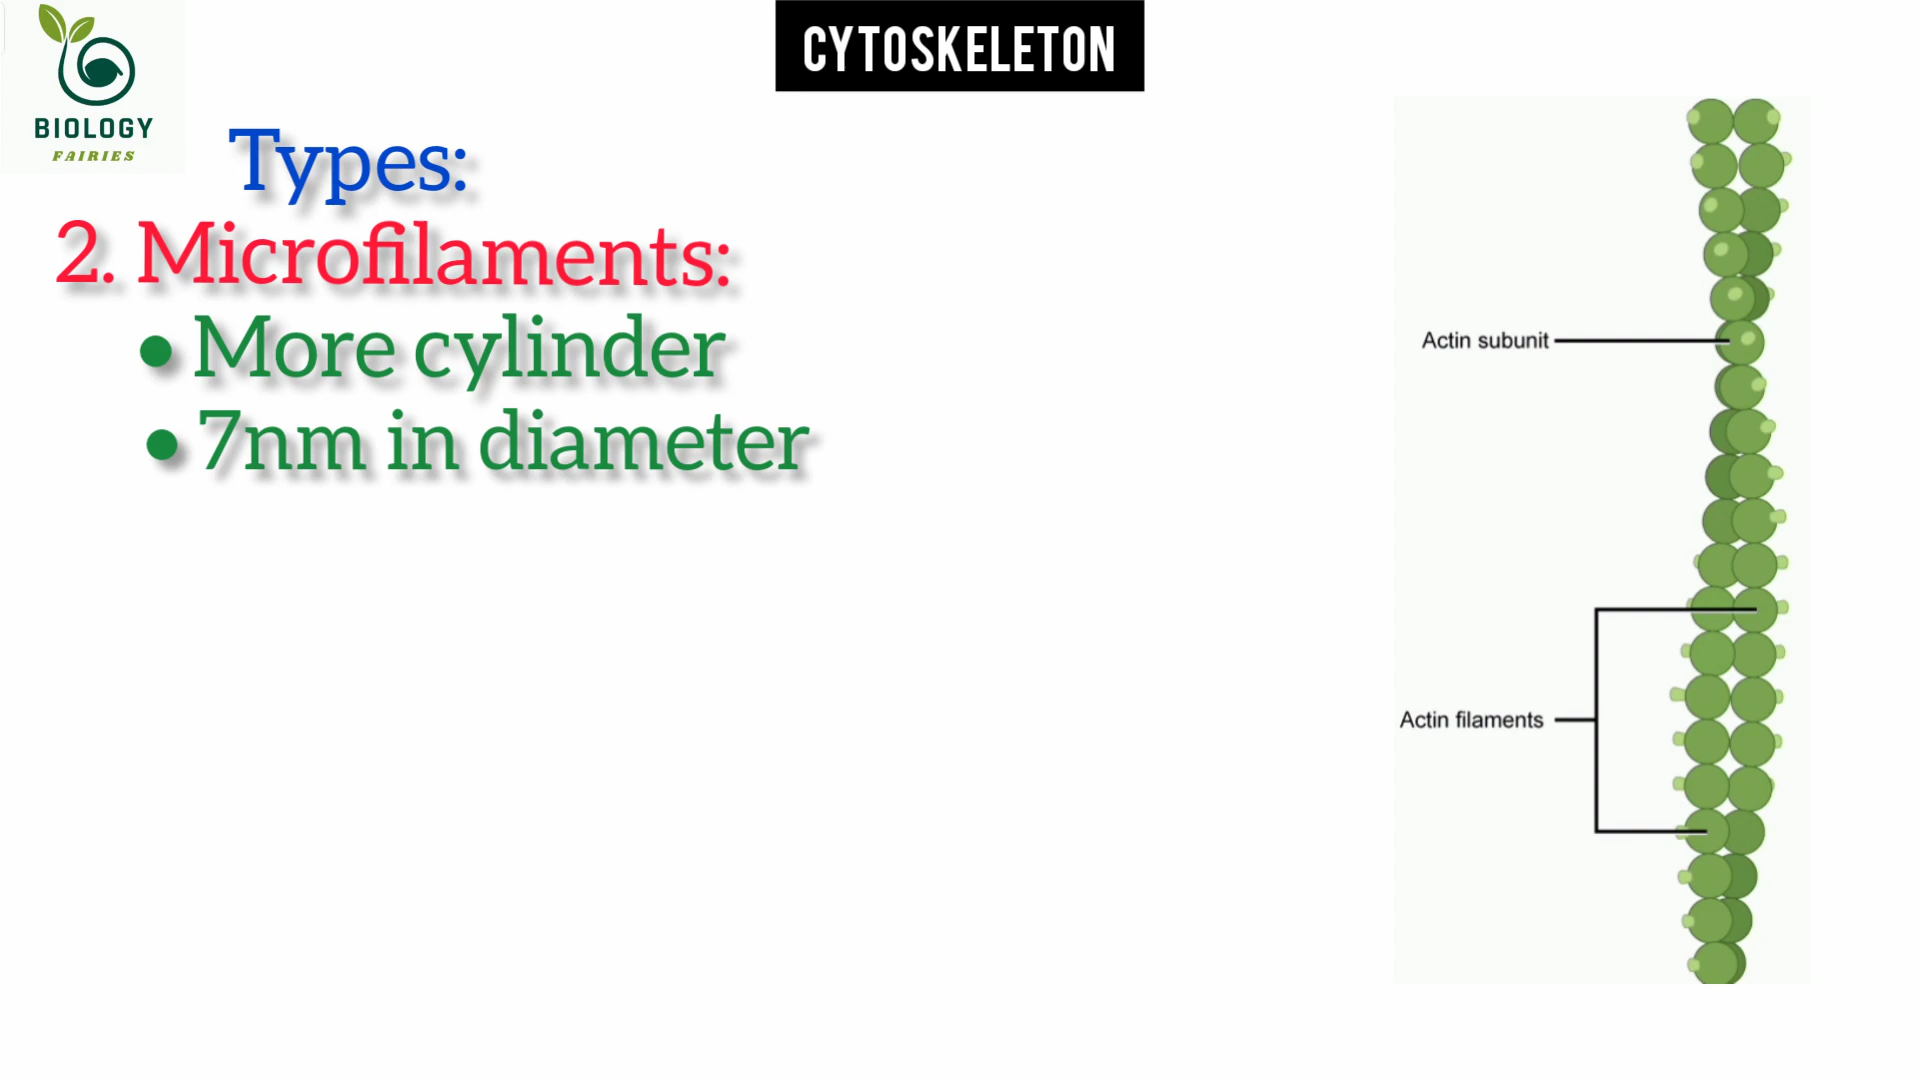 BIOLOGY
FAIRIES
CYTOSKELETON
Types:
2. Microfilaments:
• More cylinder
• 7nm in diameter
Actin subunit
Actin filaments